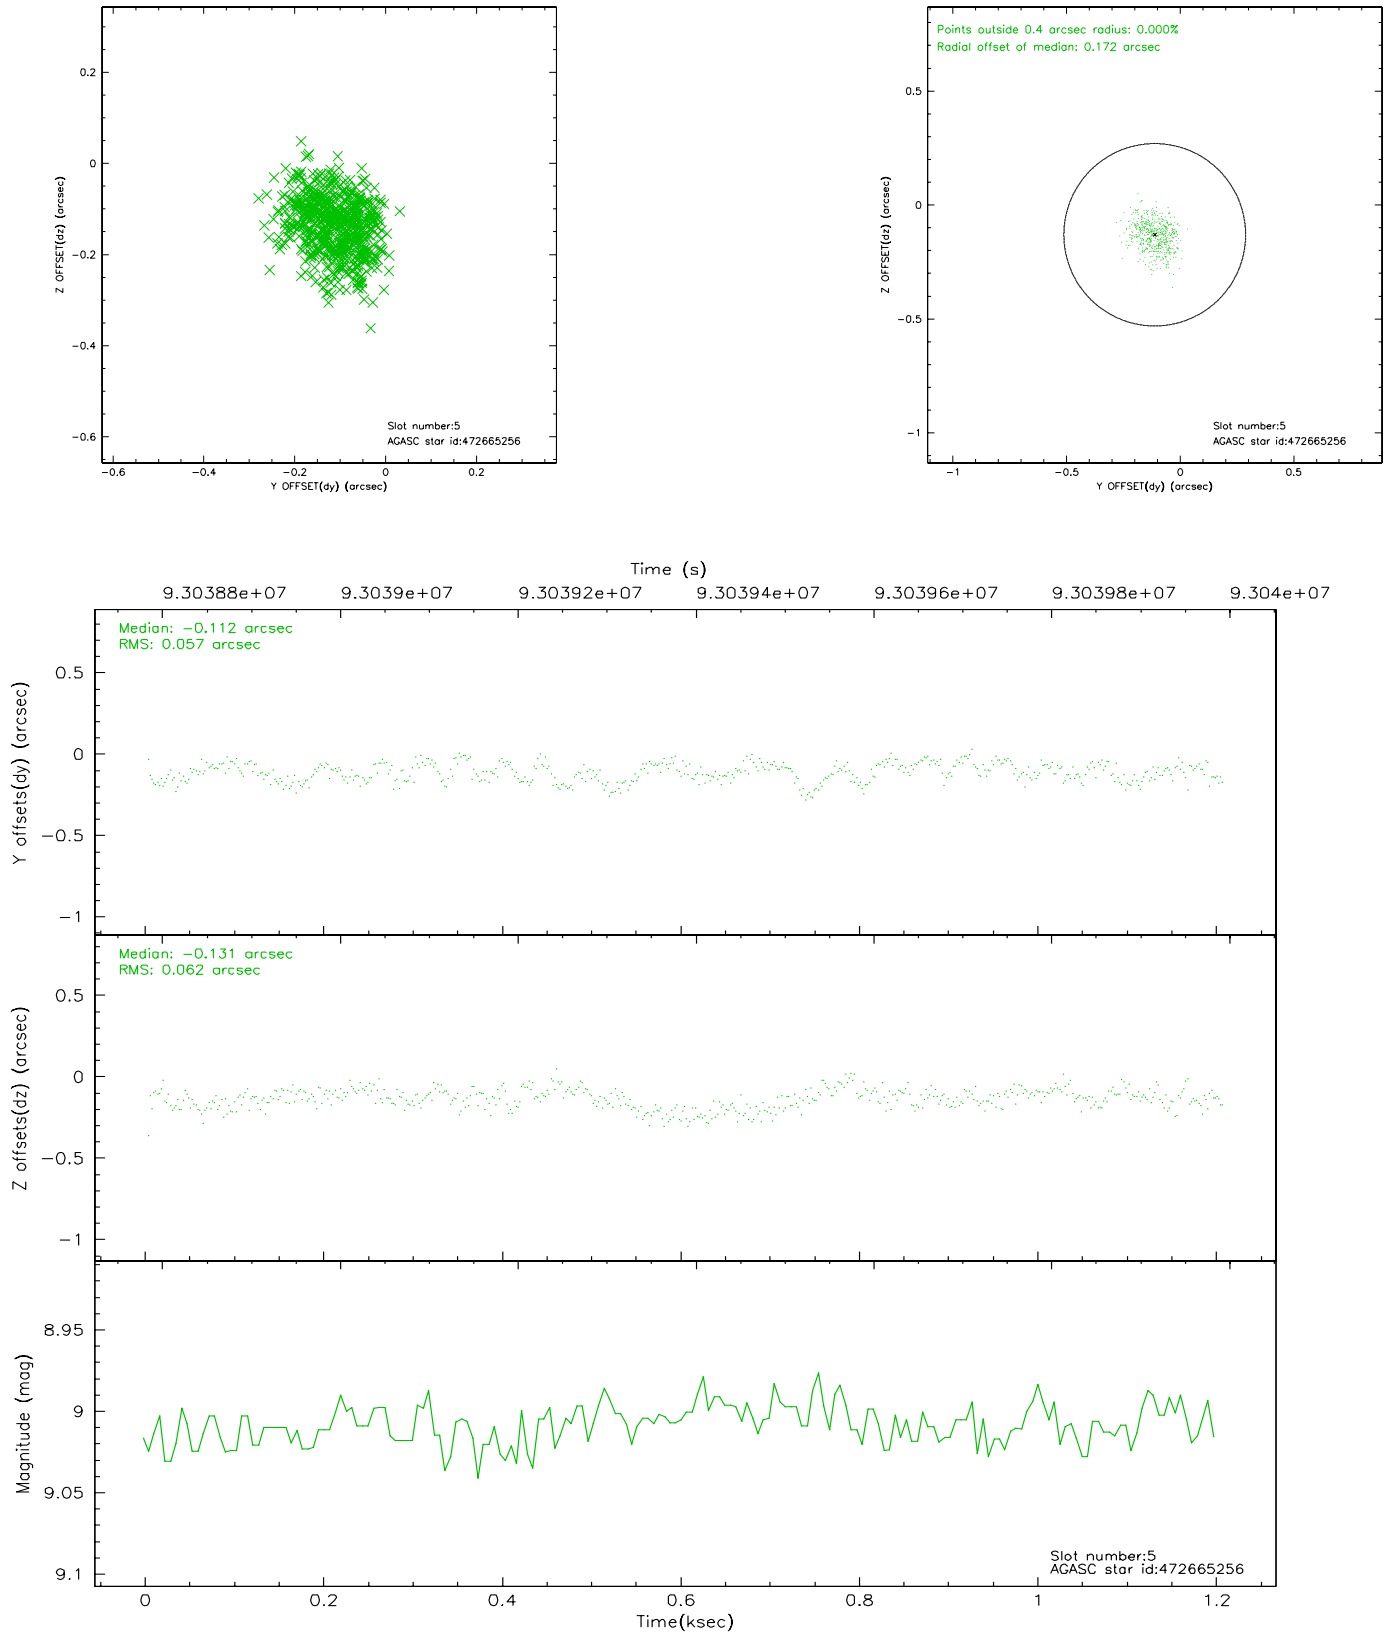 0.2
0
-0.2
-0.4
-0.6
Z OFFSET(dz) (arcsec)
Slot number:5
AGASC star id:472665256
-0.6 -0.4 -0.2 0 0.2
Y OFFSET(dy) (arcsec)
Points outside 0.4 arcsec radius: 0.000%
Radial offset of median: 0.172 arcsec
0.5
0
-0.5
-1
Z OFFSET(dz) (arcsec)
Slot number:5
AGASC star id:472665256
-1 -0.5 0 0.5
Y OFFSET(dy) (arcsec)
Time (s)
9.30388e+07 9.3039e+07 9.30392e+07 9.30394e+07 9.30396e+07 9.30398e+07 9.304e+07
Median: -0.112 arcsec
RMS: 0.057 arcsec
0.5
0
-0.5
-1
Y offsets(dy) (arcsec)
Median: -0.131 arcsec
RMS: 0.062 arcsec
0.5
0
-0.5
-1
Z offsets(dz) (arcsec)
8.95
9
9.05
9.1
Magnitude (mag)
Slot number:5
AGASC star id:472665256
0 0.2 0.4 0.6 0.8 1 1.2
Time(ksec)